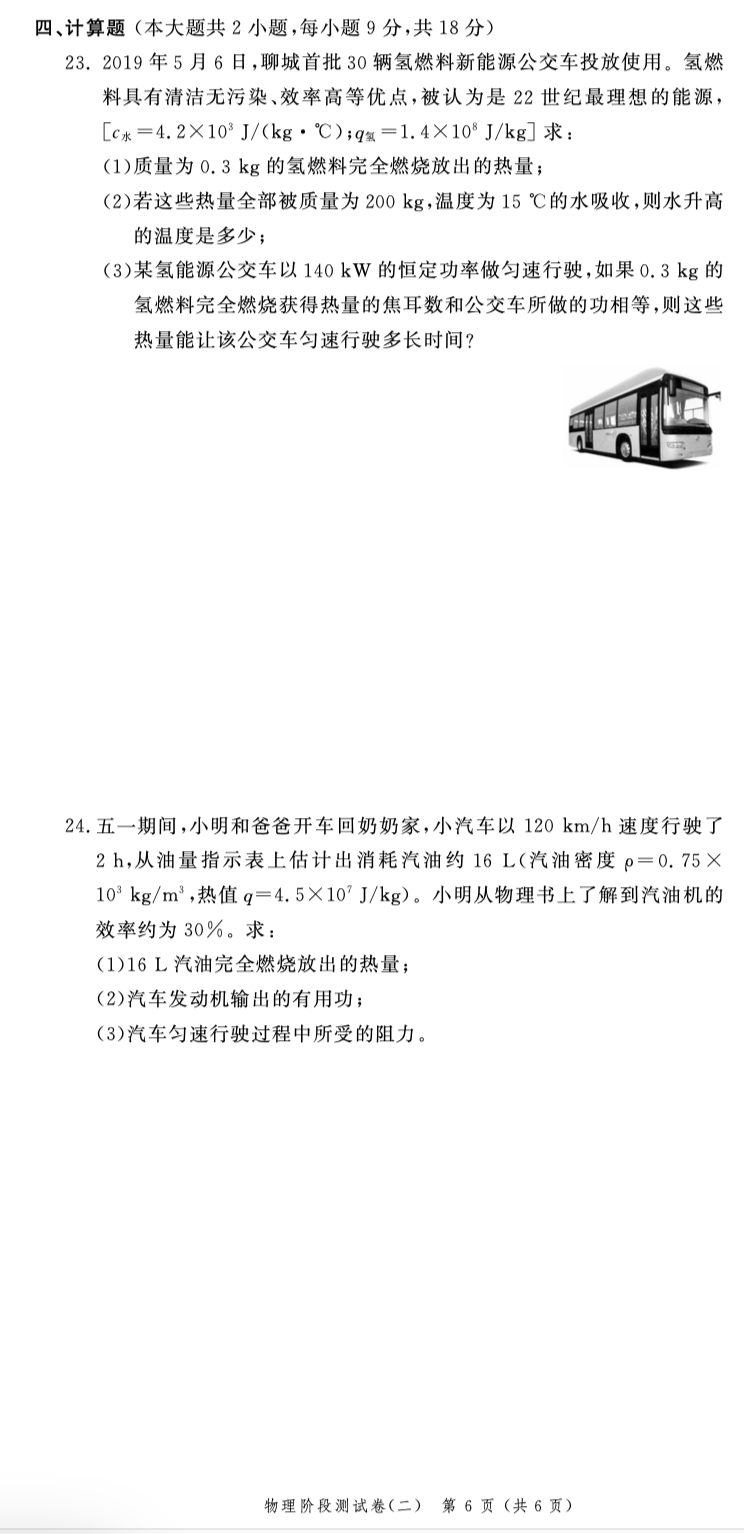 四、计算题（本大题共 2 小题,每小题 9 分,共 18 分）
23. 2019 年 5 月 6 日,聊城首批 30 辆氢燃料新能源公交车投放使用。氢燃
料具有清洁无污染、效率高等优点,被认为是 22 世纪最理想的能源,
[c水=4.2×10³ J/(kg·℃);q氢=1.4×10⁸ J/kg] 求:
(1)质量为 0.3 kg 的氢燃料完全燃烧放出的热量;
(2)若这些热量全部被质量为 200 kg,温度为 15 ℃的水吸收,则水升高
的温度是多少;
(3)某氢能源公交车以 140 kW 的恒定功率做匀速行驶,如果 0.3 kg 的
氢燃料完全燃烧获得热量的焦耳数和公交车所做的功相等,则这些
热量能让该公交车匀速行驶多长时间?
24. 五一期间,小明和爸爸开车回奶奶家,小汽车以 120 km/h 速度行驶了
2 h,从油量指示表上估计出消耗汽油约 16 L(汽油密度 ρ=0.75×
10³ kg/m³,热值 q=4.5×10⁷ J/kg)。小明从物理书上了解到汽油机的
效率约为 30%。求:
(1)16 L 汽油完全燃烧放出的热量;
(2)汽车发动机输出的有用功;
(3)汽车匀速行驶过程中所受的阻力。
物理阶段测试卷(二) 第 6 页 (共 6 页)